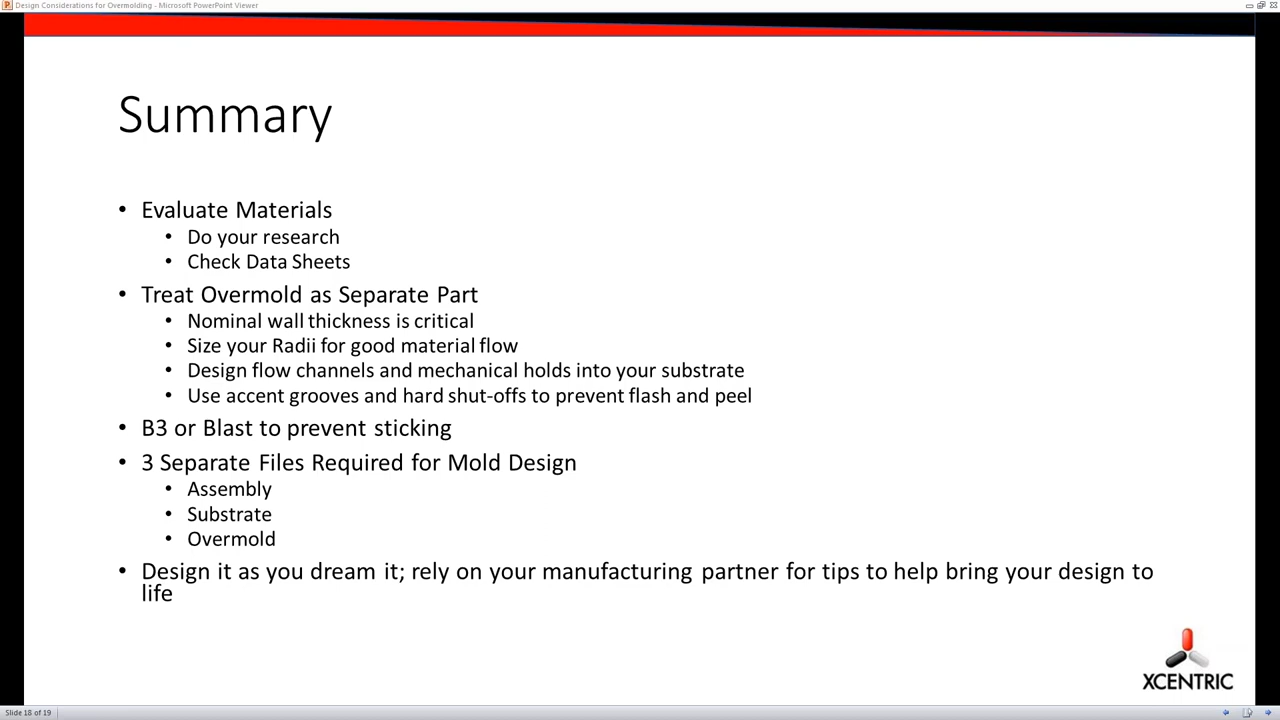 Design Considerations for Overmolding - Microsoft PowerPoint Viewer
Summary
• Evaluate Materials
• Do your research
• Check Data Sheets
• Treat Overmold as Separate Part
• Nominal wall thickness is critical
• Size your Radii for good material flow
• Design flow channels and mechanical holds into your substrate
• Use accent grooves and hard shut-offs to prevent flash and peel
• B3 or Blast to prevent sticking
• 3 Separate Files Required for Mold Design
• Assembly
• Substrate
• Overmold
• Design it as you dream it; rely on your manufacturing partner for tips to help bring your design to
life
XCENTRIC
Slide 18 of 19